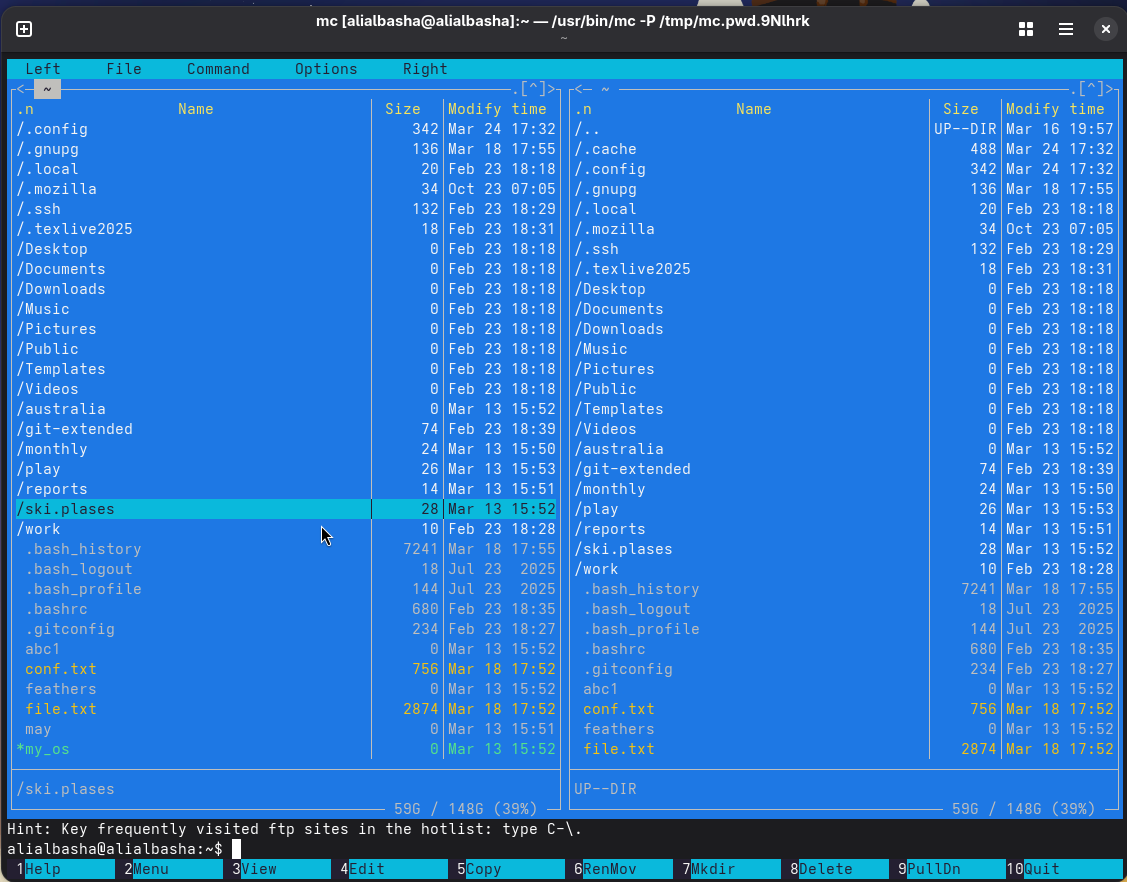 mc [alialbasha@alialbasha]:~ — /usr/bin/mc -P /tmp/mc.pwd.9Nlhrk
~
Left File Command Options Right
<─ ~ ─.[^]> <─ ~ ─.[^]>
.n Name Size Modify time .n Name Size Modify time
/.config 342 Mar 24 17:32 /.. UP--DIR Mar 16 19:57
/.gnupg 136 Mar 18 17:55 /.cache 488 Mar 24 17:32
/.local 20 Feb 23 18:18 /.config 342 Mar 24 17:32
/.mozilla 34 Oct 23 07:05 /.gnupg 136 Mar 18 17:55
/.ssh 132 Feb 23 18:29 /.local 20 Feb 23 18:18
/.texlive2025 18 Feb 23 18:31 /.mozilla 34 Oct 23 07:05
/Desktop 0 Feb 23 18:18 /.ssh 132 Feb 23 18:29
/Documents 0 Feb 23 18:18 /.texlive2025 18 Feb 23 18:31
/Downloads 0 Feb 23 18:18 /Desktop 0 Feb 23 18:18
/Music 0 Feb 23 18:18 /Documents 0 Feb 23 18:18
/Pictures 0 Feb 23 18:18 /Downloads 0 Feb 23 18:18
/Public 0 Feb 23 18:18 /Music 0 Feb 23 18:18
/Templates 0 Feb 23 18:18 /Pictures 0 Feb 23 18:18
/Videos 0 Feb 23 18:18 /Public 0 Feb 23 18:18
/australia 0 Mar 13 15:52 /Templates 0 Feb 23 18:18
/git-extended 74 Feb 23 18:39 /Videos 0 Feb 23 18:18
/monthly 24 Mar 13 15:50 /australia 0 Mar 13 15:52
/play 26 Mar 13 15:53 /git-extended 74 Feb 23 18:39
/reports 14 Mar 13 15:51 /monthly 24 Mar 13 15:50
/ski.plases 28 Mar 13 15:52 /play 26 Mar 13 15:53
/work 10 Feb 23 18:28 /reports 14 Mar 13 15:51
.bash_history 7241 Mar 18 17:55 /ski.plases 28 Mar 13 15:52
.bash_logout 18 Jul 23 2025 /work 10 Feb 23 18:28
.bash_profile 144 Jul 23 2025 .bash_history 7241 Mar 18 17:55
.bashrc 680 Feb 23 18:35 .bash_logout 18 Jul 23 2025
.gitconfig 234 Feb 23 18:27 .bash_profile 144 Jul 23 2025
abc1 0 Mar 13 15:52 .bashrc 680 Feb 23 18:35
conf.txt 756 Mar 18 17:52 .gitconfig 234 Feb 23 18:27
feathers 0 Mar 13 15:52 abc1 0 Mar 13 15:52
file.txt 2874 Mar 18 17:52 conf.txt 756 Mar 18 17:52
may 0 Mar 13 15:51 feathers 0 Mar 13 15:52
*my_os 0 Mar 13 15:52 file.txt 2874 Mar 18 17:52
/ski.plases UP--DIR
59G / 148G (39%) 59G / 148G (39%)
Hint: Key frequently visited ftp sites in the hotlist: type C-\.
alialbasha@alialbasha:~$
1Help 2Menu 3View 4Edit 5Copy 6RenMov 7Mkdir 8Delete 9PullDn 10Quit